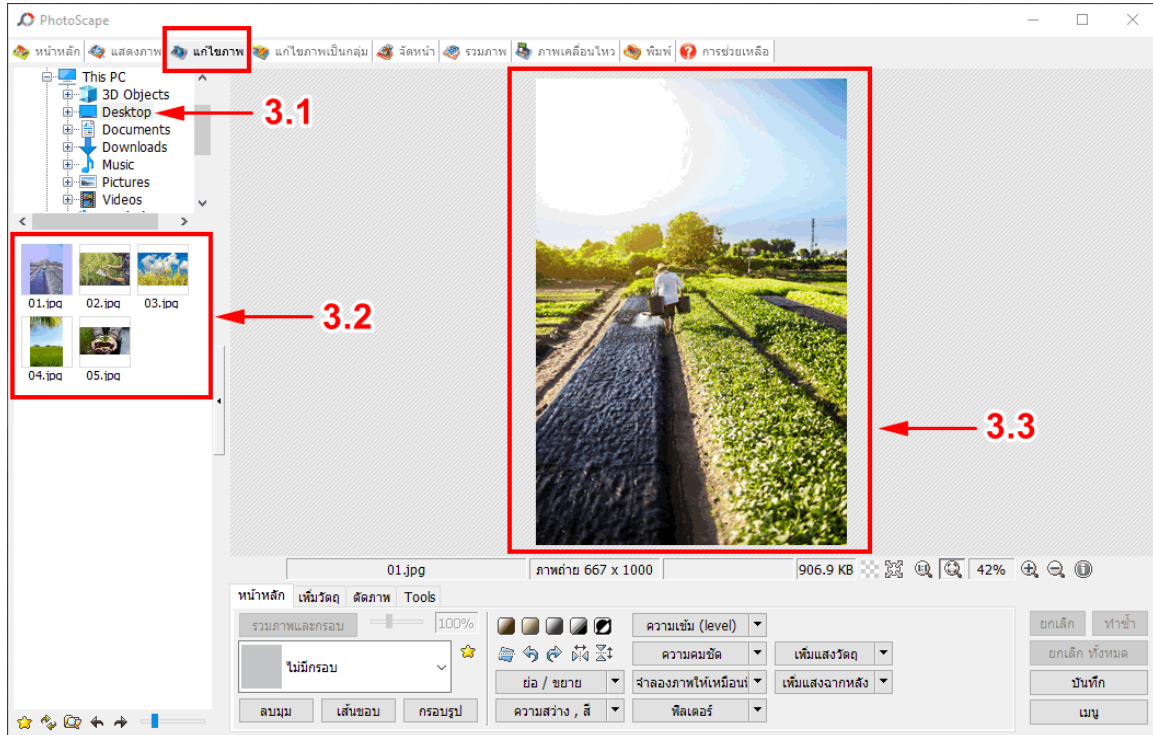 PhotoScape
หน้าหลัก แสดงภาพ แก้ไขภาพ แก้ไขภาพเป็นกลุ่ม จัดหน้า รวมภาพ ภาพเคลื่อนไหว พิมพ์ การช่วยเหลือ
This PC
3D Objects
Desktop
3.1
Documents
Downloads
Music
Pictures
Videos
01.jpg 02.jpg 03.jpg
3.2
04.jpg 05.jpg
3.3
01.jpg ภาพถ่าย 667 x 1000 906.9 KB 42%
หน้าหลัก เพิ่มวัตถุ ตัดภาพ Tools
รวมภาพและกรอบ 100% ความเข้ม (level) ยกเลิก ทำซ้ำ
ไม่มีกรอบ ความคมชัด เพิ่มแสงวัตถุ ยกเลิก ทั้งหมด
ย่อ / ขยาย จำลองภาพให้เหมือน เพิ่มแสงฉากหลัง บันทึก
ลบมุม เส้นขอบ กรอบรูป ความสว่าง , สี ฟิลเตอร์ เมนู